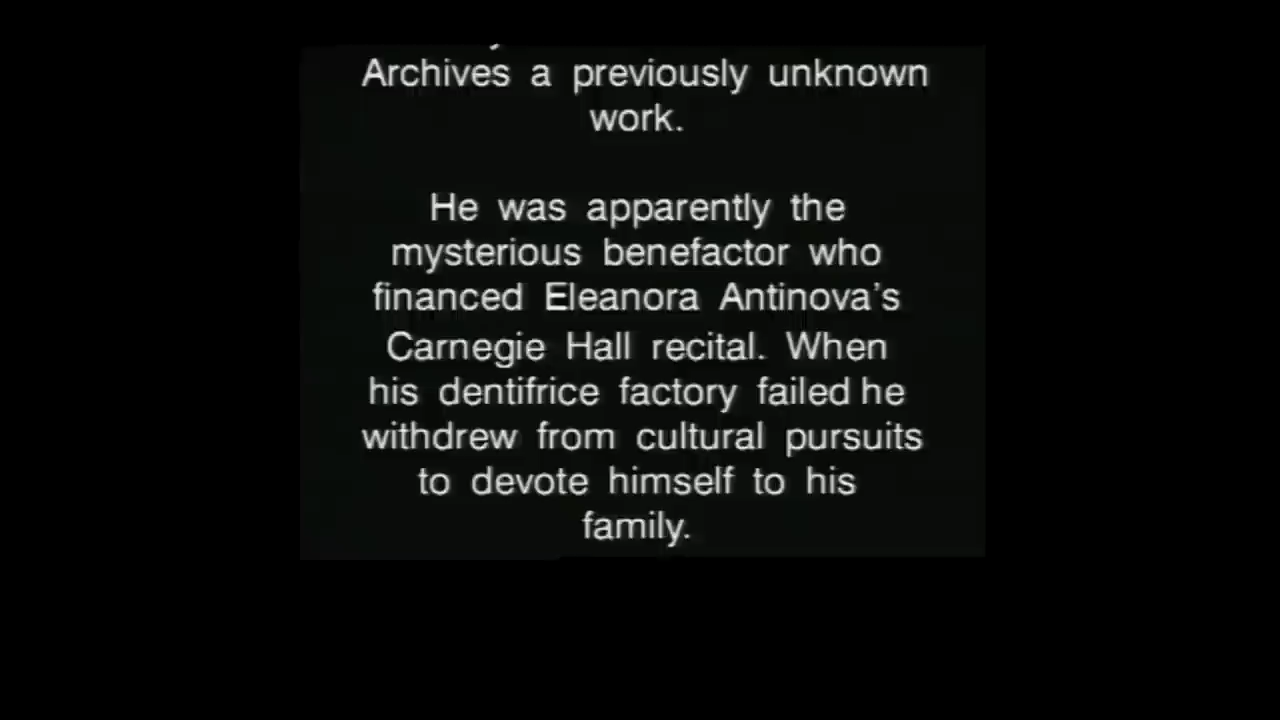 Archives a previously unknown
work.
He was apparently the
mysterious benefactor who
financed Eleanora Antinova's
Carnegie Hall recital. When
his dentifrice factory failed he
withdrew from cultural pursuits
to devote himself to his
family.